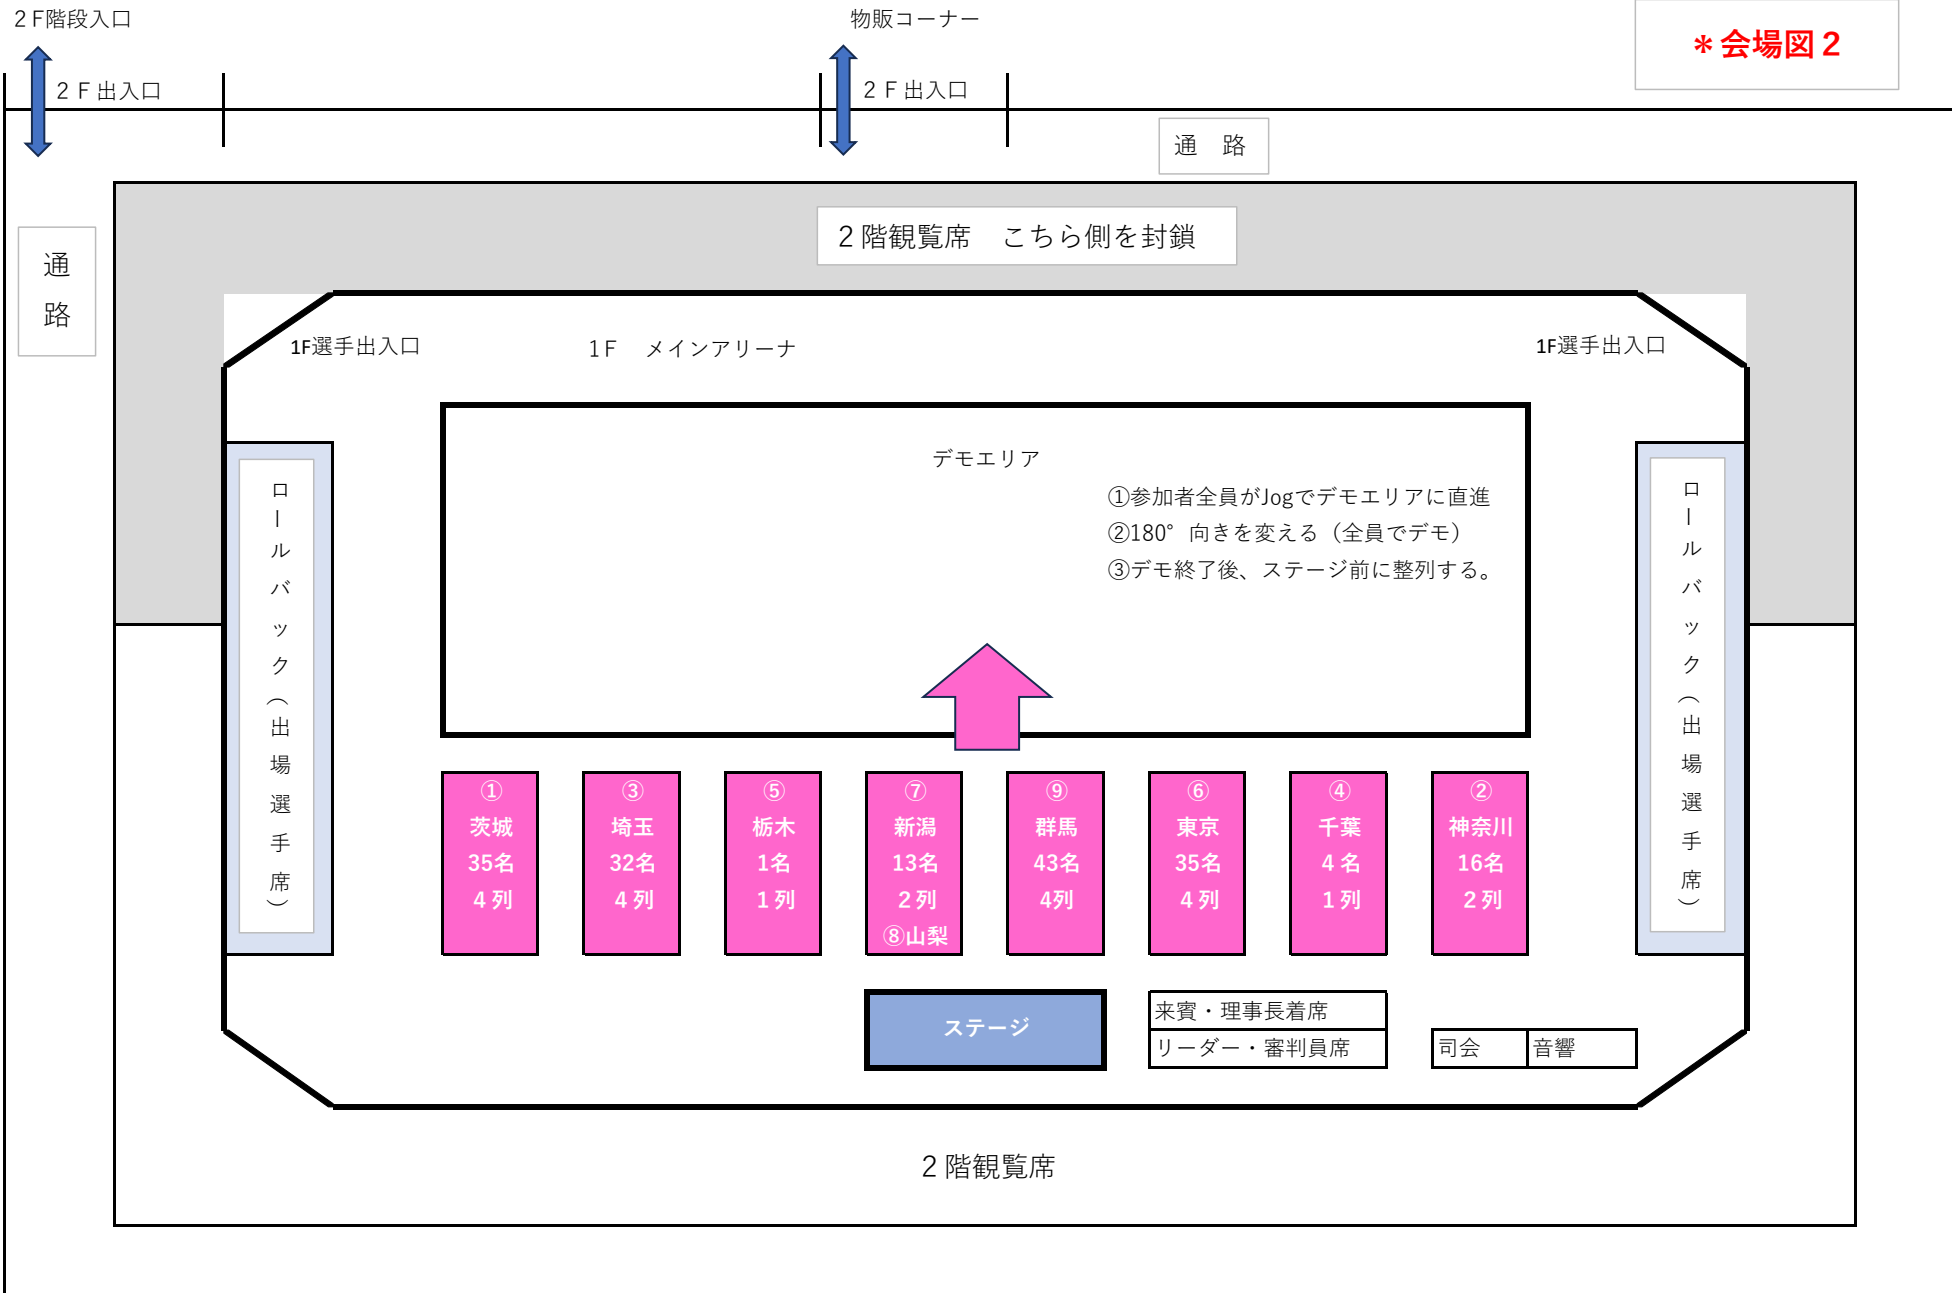 ２F階段入口
物販コーナー
＊会場図２
２Ｆ出入口
２Ｆ出入口
通　路
通路
２階観覧席　こちら側を封鎖
1F選手出入口
１Ｆ　メインアリーナ
1F選手出入口
デモエリア
①参加者全員がJogでデモエリアに直進
②180°向きを変える（全員でデモ）
③デモ終了後、ステージ前に整列する。
ロールバック（出場選手席）
ロールバック（出場選手席）
①
茨城
35名
４列
③
埼玉
32名
４列
⑤
栃木
1名
１列
⑦
新潟
13名
２列
⑧山梨
⑨
群馬
43名
4列
⑥
東京
35名
４列
④
千葉
４名
１列
②
神奈川
16名
２列
ステージ
来賓・理事長着席
リーダー・審判員席
司会
音響
２階観覧席